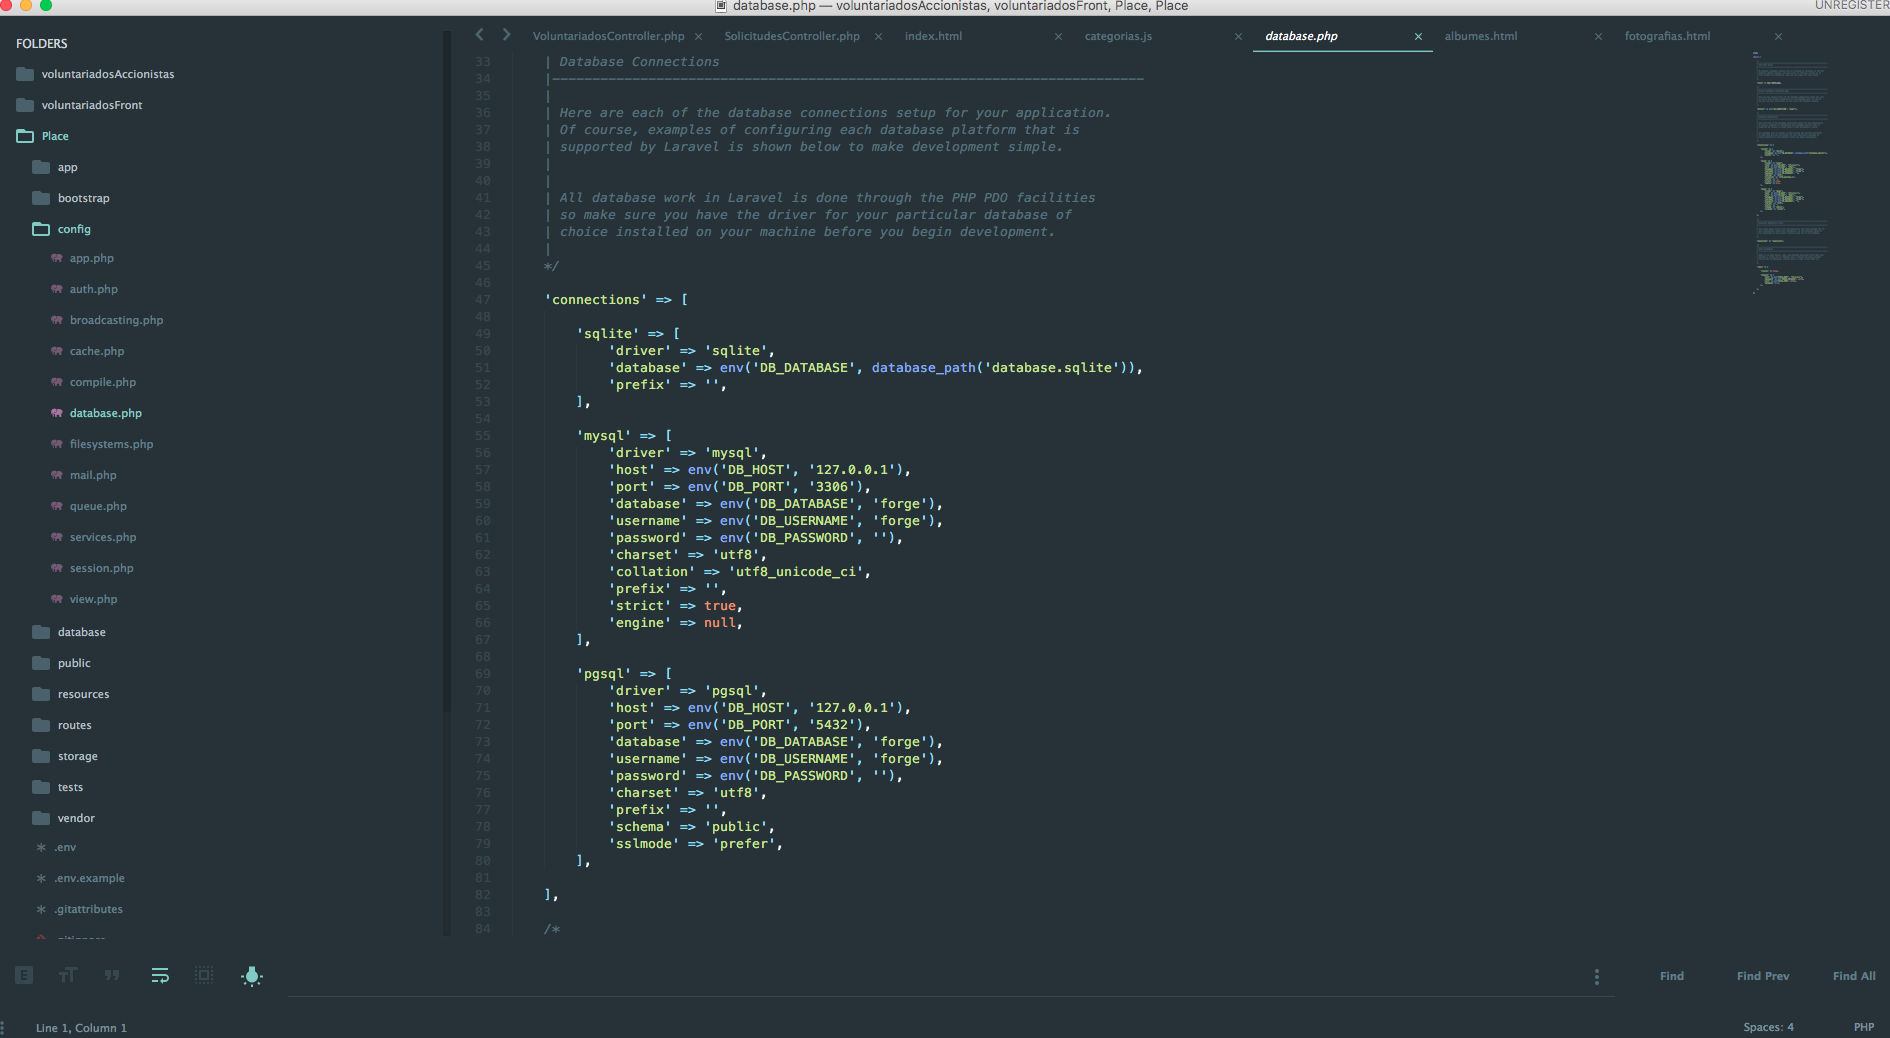 database.php — voluntariadosAccionistas, voluntariadosFront, Place, Place
UNREGISTER
FOLDERS
voluntariadosAccionistas
voluntariadosFront
Place
app
bootstrap
config
app.php
auth.php
broadcasting.php
cache.php
compile.php
database.php
filesystems.php
mail.php
queue.php
services.php
session.php
view.php
database
public
resources
routes
storage
tests
vendor
.env
.env.example
.gitattributes
VoluntariadosController.php
SolicitudesController.php
index.html
categorias.js
database.php
albumes.html
fotografias.html
33 | Database Connections
34 |--------------------------------------------------------------------------
35 |
36 | Here are each of the database connections setup for your application.
37 | Of course, examples of configuring each database platform that is
38 | supported by Laravel is shown below to make development simple.
39 |
40 |
41 | All database work in Laravel is done through the PHP PDO facilities
42 | so make sure you have the driver for your particular database of
43 | choice installed on your machine before you begin development.
44 |
45 */
46
47 'connections' => [
48
49 'sqlite' => [
50 'driver' => 'sqlite',
51 'database' => env('DB_DATABASE', database_path('database.sqlite')),
52 'prefix' => '',
53 ],
54
55 'mysql' => [
56 'driver' => 'mysql',
57 'host' => env('DB_HOST', '127.0.0.1'),
58 'port' => env('DB_PORT', '3306'),
59 'database' => env('DB_DATABASE', 'forge'),
60 'username' => env('DB_USERNAME', 'forge'),
61 'password' => env('DB_PASSWORD', ''),
62 'charset' => 'utf8',
63 'collation' => 'utf8_unicode_ci',
64 'prefix' => '',
65 'strict' => true,
66 'engine' => null,
67 ],
68
69 'pgsql' => [
70 'driver' => 'pgsql',
71 'host' => env('DB_HOST', '127.0.0.1'),
72 'port' => env('DB_PORT', '5432'),
73 'database' => env('DB_DATABASE', 'forge'),
74 'username' => env('DB_USERNAME', 'forge'),
75 'password' => env('DB_PASSWORD', ''),
76 'charset' => 'utf8',
77 'prefix' => '',
78 'schema' => 'public',
79 'sslmode' => 'prefer',
80 ],
81
82 ],
83
84 /*
Find
Find Prev
Find All
Line 1, Column 1
Spaces: 4
PHP